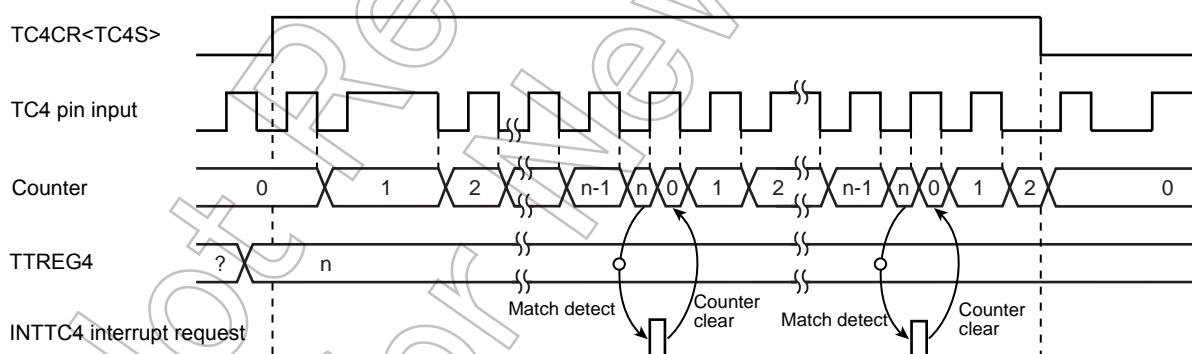 TC4CR<TC4S>
TC4 pin input
Counter
0 1 2 n-1 n 0 1 2 n-1 n 0 1 2 0
TTREG4
? n
Match detect
Counter
clear
Match detect
Counter
clear
INTTC4 interrupt request